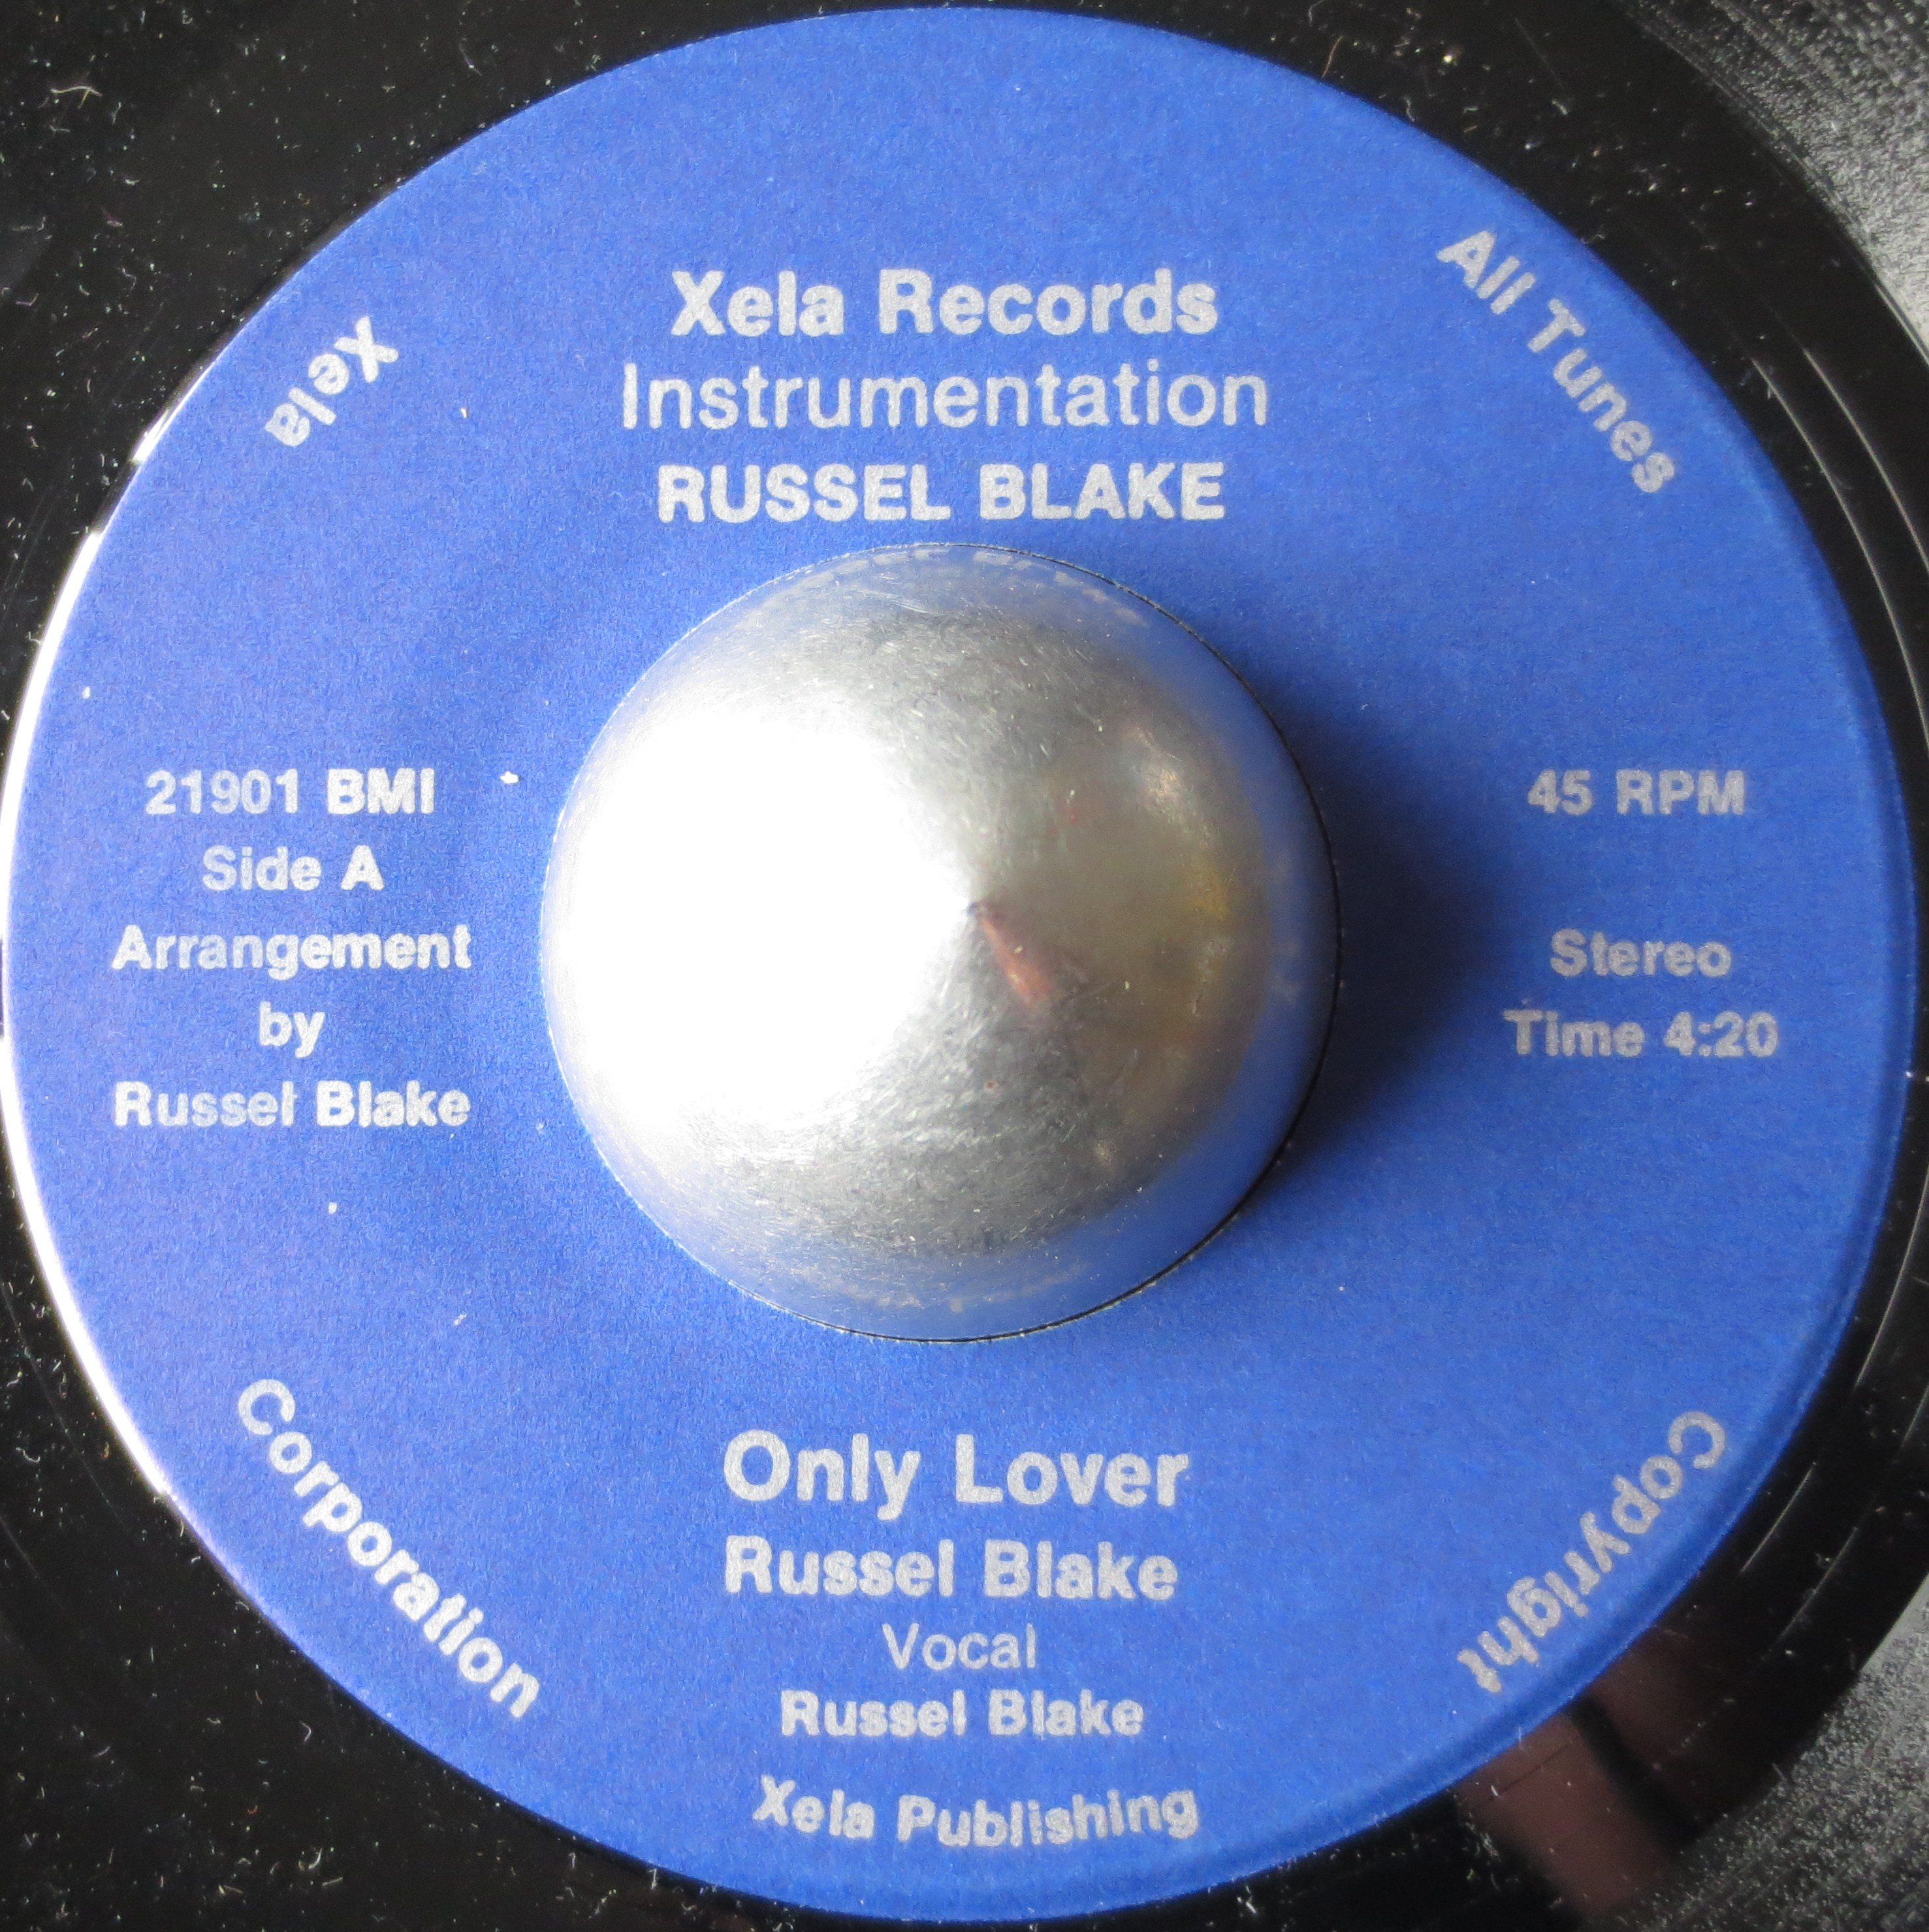 Xela Records
Instrumentation
RUSSEL BLAKE
All Tunes
Copyright
Xela
Corporation
21901 BMI
Side A
Arrangement
by
Russel Blake
45 RPM
Stereo
Time 4:20
Only Lover
Russel Blake
Vocal
Russel Blake
Xela Publishing